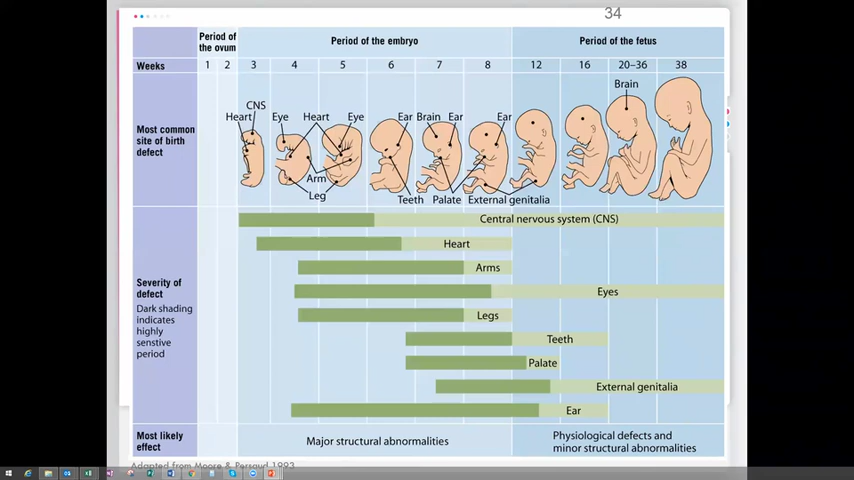 34
Period of
the ovum
Period of the embryo
Period of the fetus
Weeks
1 2 3 4 5 6 7 8 12 16 20–36 38
Most common
site of birth
defect
CNS
Heart
Eye
Heart
Eye
Arm
Leg
Ear
Teeth
Brain
Ear
Palate
Ear
External genitalia
Brain
Severity of
defect
Dark shading
indicates
highly
senstive
period
Central nervous system (CNS)
Heart
Arms
Eyes
Legs
Teeth
Palate
External genitalia
Ear
Most likely
effect
Major structural abnormalities
Physiological defects and
minor structural abnormalities
Adapted from Moore & Persaud 1993